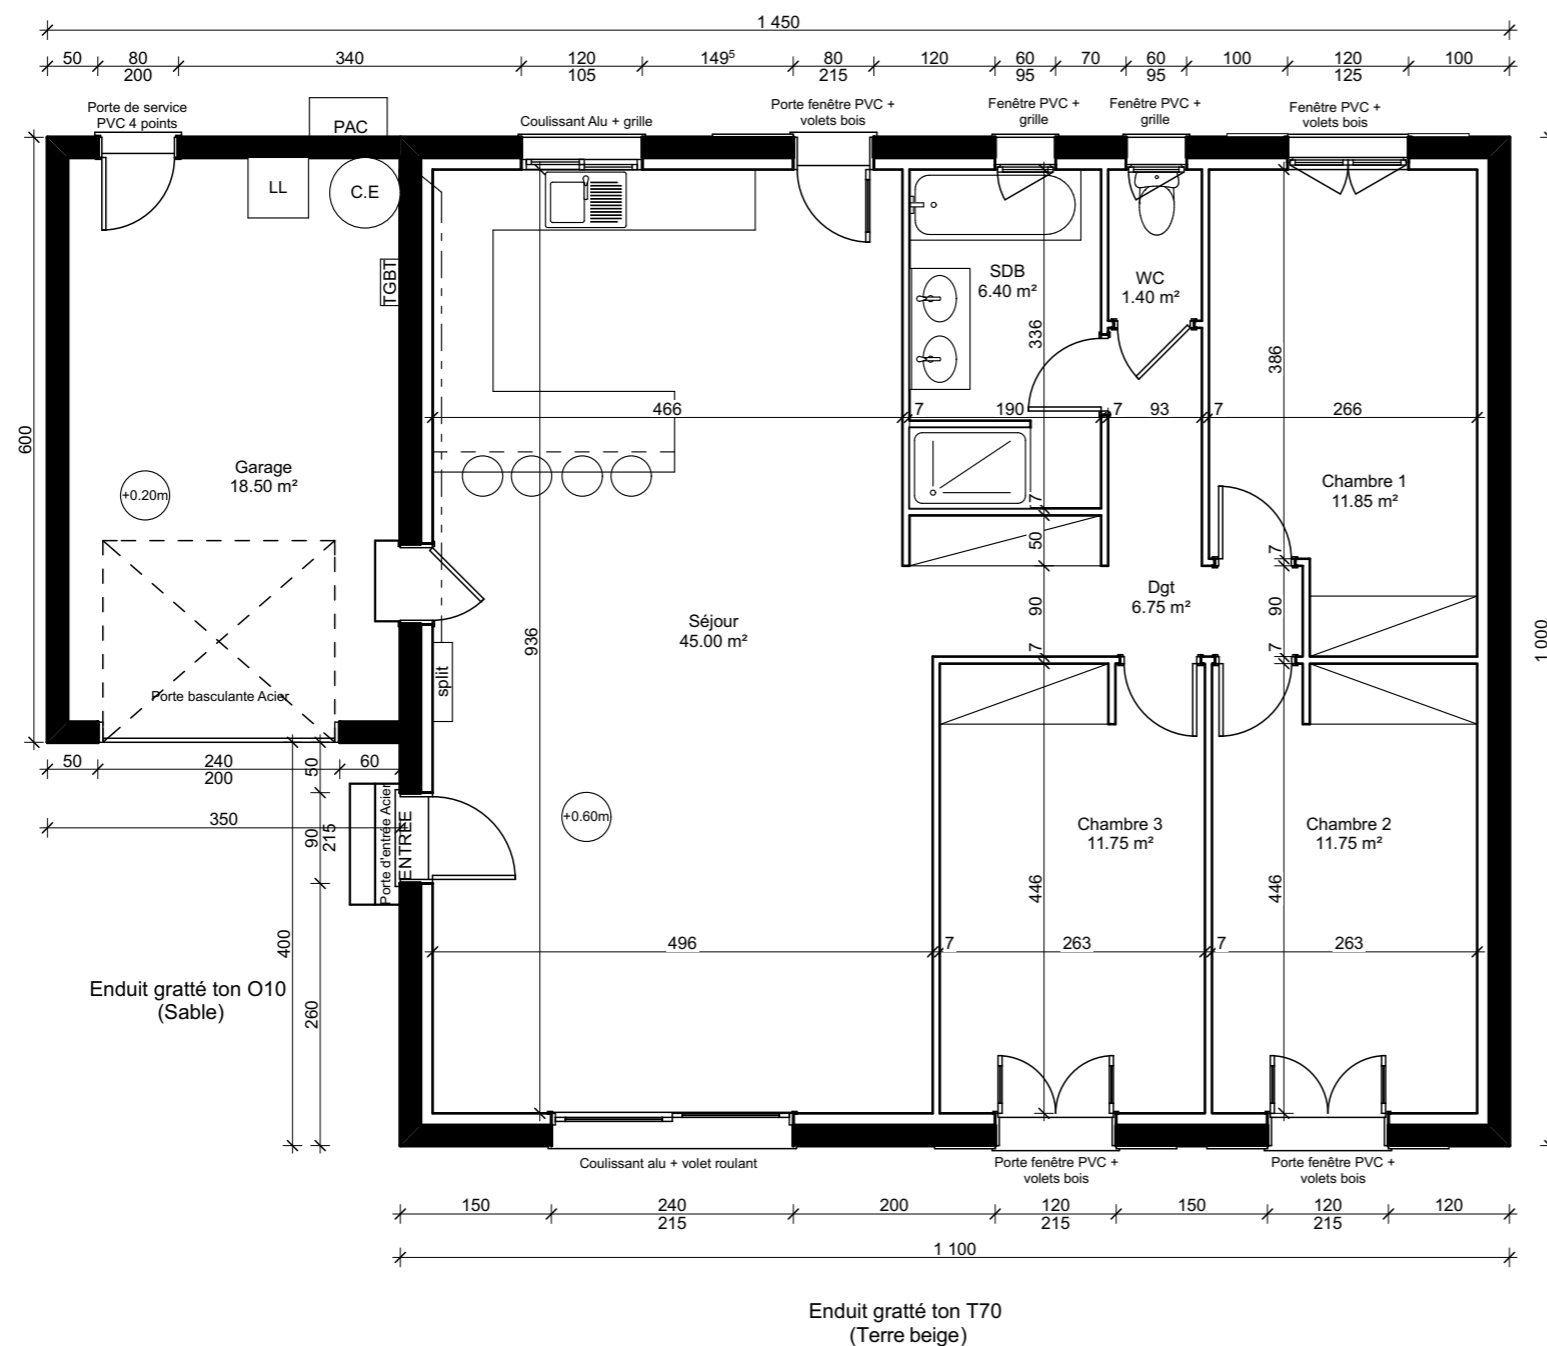 1 450
50 80 340 120 149⁵ 80 120 60 70 60 100 120 100
200 105 215 95 95 125
Porte de service
PVC 4 points
PAC
Coulissant Alu + grille
Porte fenêtre PVC +
volets bois
Fenêtre PVC +
grille
Fenêtre PVC +
grille
Fenêtre PVC +
volets bois
LL
C.E
TGBT
SDB
6.40 m²
WC
1.40 m²
336
386
600
466 7 190 7 93 7 266
Garage
18.50 m²
+0.20m
Chambre 1
11.85 m²
7
50
7
90
7
90
7
Dgt
6.75 m²
Séjour
45.00 m²
936
1 000
split
Porte basculante Acier
50 240 60
200
50
350
90
215
Porte d'entrée Acier
ENTREE
+0.60m
Chambre 3
11.75 m²
Chambre 2
11.75 m²
446
446
400
260
496 7 263 7 263
Enduit gratté ton O10
(Sable)
Coulissant alu + volet roulant
Porte fenêtre PVC +
volets bois
Porte fenêtre PVC +
volets bois
150 240 200 120 150 120 120
215 215 215
1 100
Enduit gratté ton T70
(Terre beige)